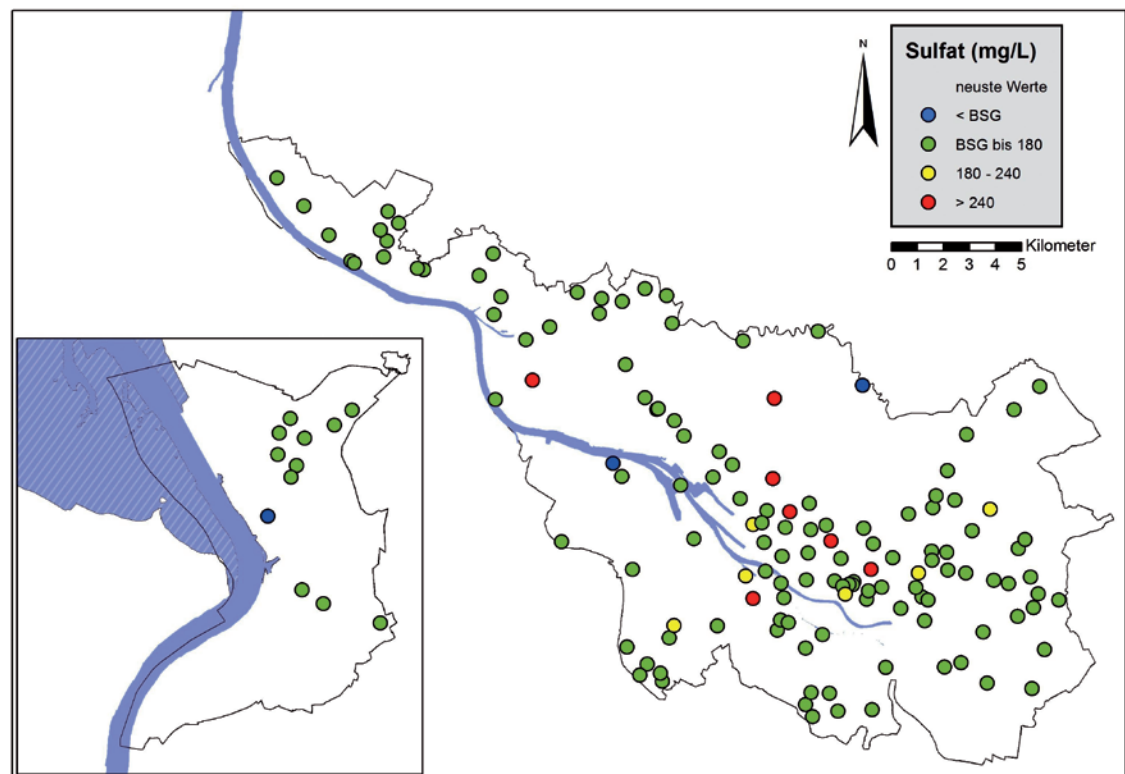 N
Sulfat (mg/L)
neuste Werte
< BSG
BSG bis 180
180 - 240
> 240
Kilometer
0 1 2 3 4 5